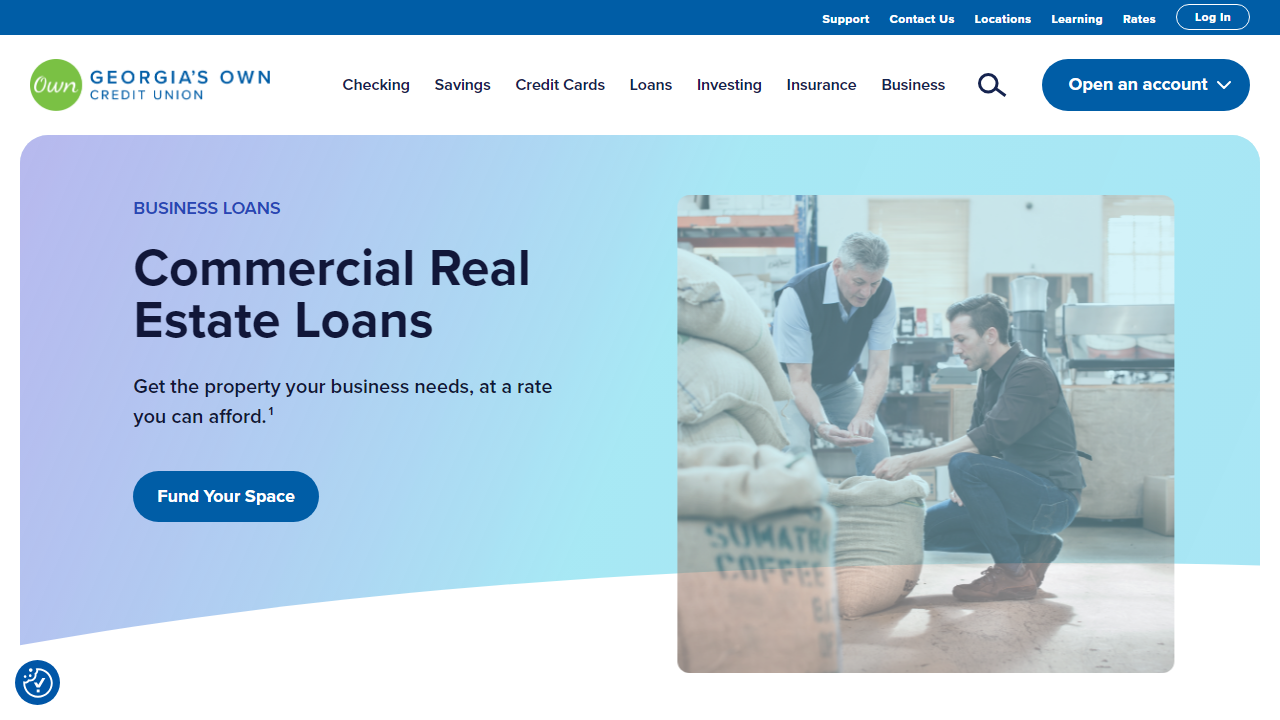 Support Contact Us Locations Learning Rates Log In
Own GEORGIA'S OWN
CREDIT UNION
Checking Savings Credit Cards Loans Investing Insurance Business Open an account
BUSINESS LOANS
Commercial Real
Estate Loans
Get the property your business needs, at a rate
you can afford.¹
Fund Your Space
SUMATRA
COFFEE